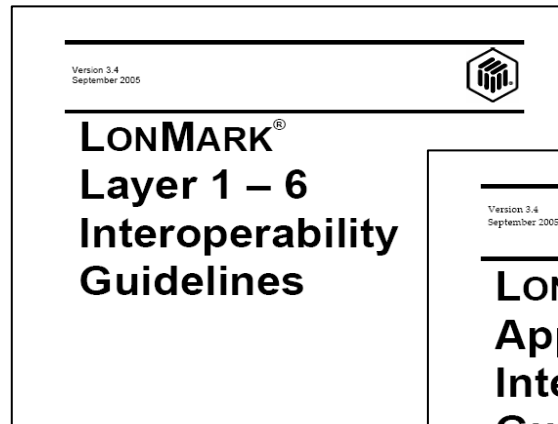 Version 3.4
September 2005
LONMARK®
Layer 1 – 6
Interoperability
Guidelines
Version 3.4
September 2005